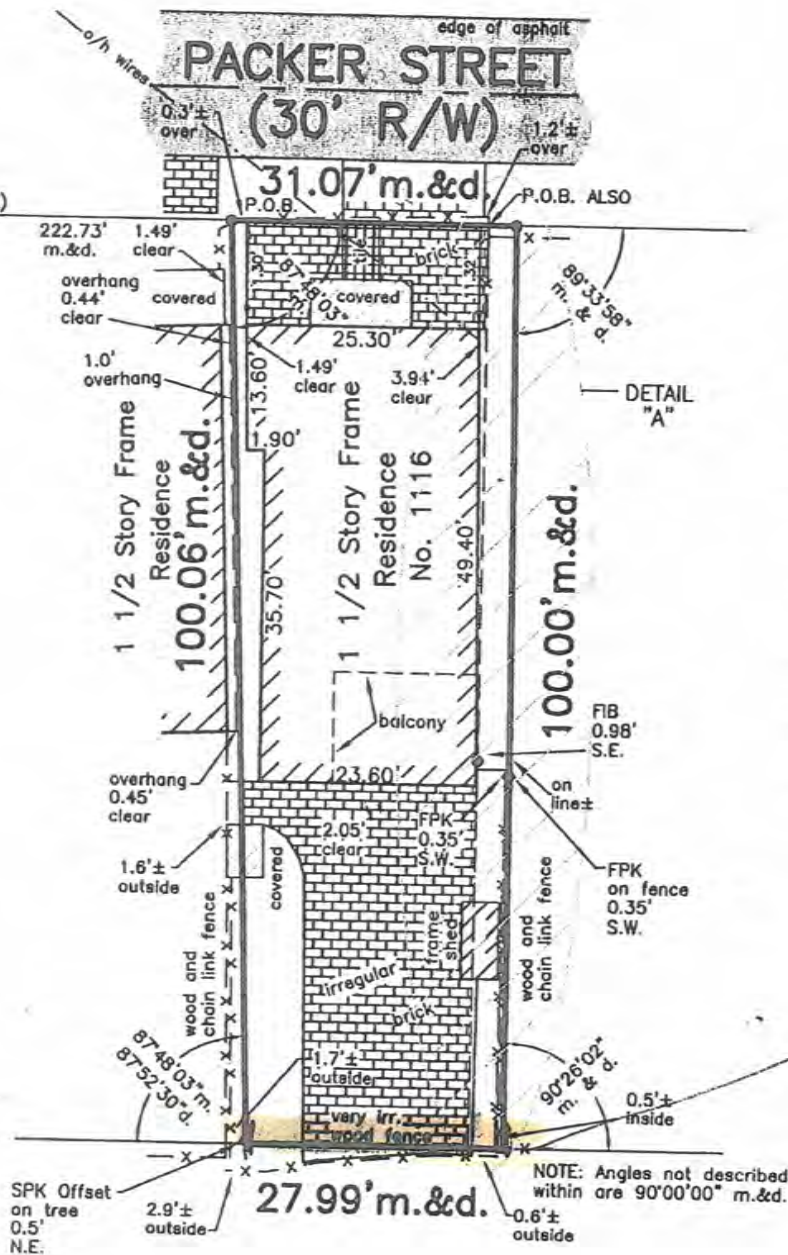 edge of asphalt
o/h wires
PACKER STREET
(30' R/W)
0.3'±
over
1.2'±
over
31.07'm.&d.
P.O.B.
P.O.B. ALSO
)
222.73'
m.&d.
1.49'
clear
tile
brick
11.32'
87°48'03"
m.
covered
overhang
0.44'
clear
covered
89°33'58"
m. & d.
25.30'
1.0'
overhang
1.49'
clear
3.94'
clear
13.60'
1.90'
DETAIL
"A"
1 1/2 Story Frame
Residence
100.06'm.&d.
35.70'
1 1/2 Story Frame
Residence
No. 1116
49.40'
100.00'm.&d.
balcony
FIB
0.98'
S.E.
23.60'
on
line±
overhang
0.45'
clear
2.05'
clear
FPK
0.35'
S.W.
1.6'±
outside
covered
FPK
on fence
0.35'
S.W.
frame
shed
wood and
chain link fence
wood and
chain link fence
irregular
brick
87°48'03"m.
87°52'30"d.
1.7'±
outside
90°26'02"
m. & d.
0.5'±
inside
very irr.
wood fence
SPK Offset
on tree
0.5'
N.E.
2.9'±
outside
27.99'm.&d.
0.6'±
outside
NOTE: Angles not described
within are 90°00'00" m.&d.